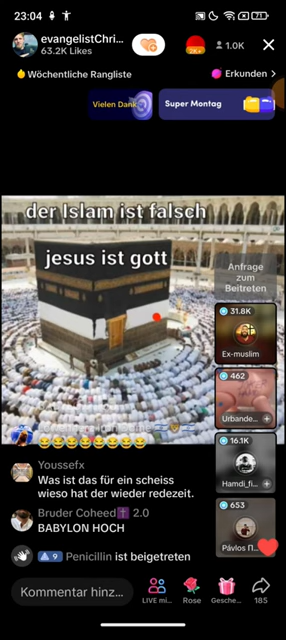 23:04
71
evangelistChri...
63.2K Likes
1.0K
Wöchentliche Rangliste
Erkunden >
Vielen Dank
Super Montag
der Islam ist falsch
jesus ist gott
Anfrage
zum
Beitreten
31.8K
Ex-muslim
462
Urbande...
16.1K
Hamdi_fi...
653
Pávlos Π...
😂😂😂😂😂😂😂😂
Youssefx
Was ist das für ein scheiss
wieso hat der wieder redezeit.
Bruder Coheed✝️ 2.0
BABYLON HOCH
9 Penicillin ist beigetreten
Kommentar hinz...
LIVE mi...
Rose
Gesche...
185